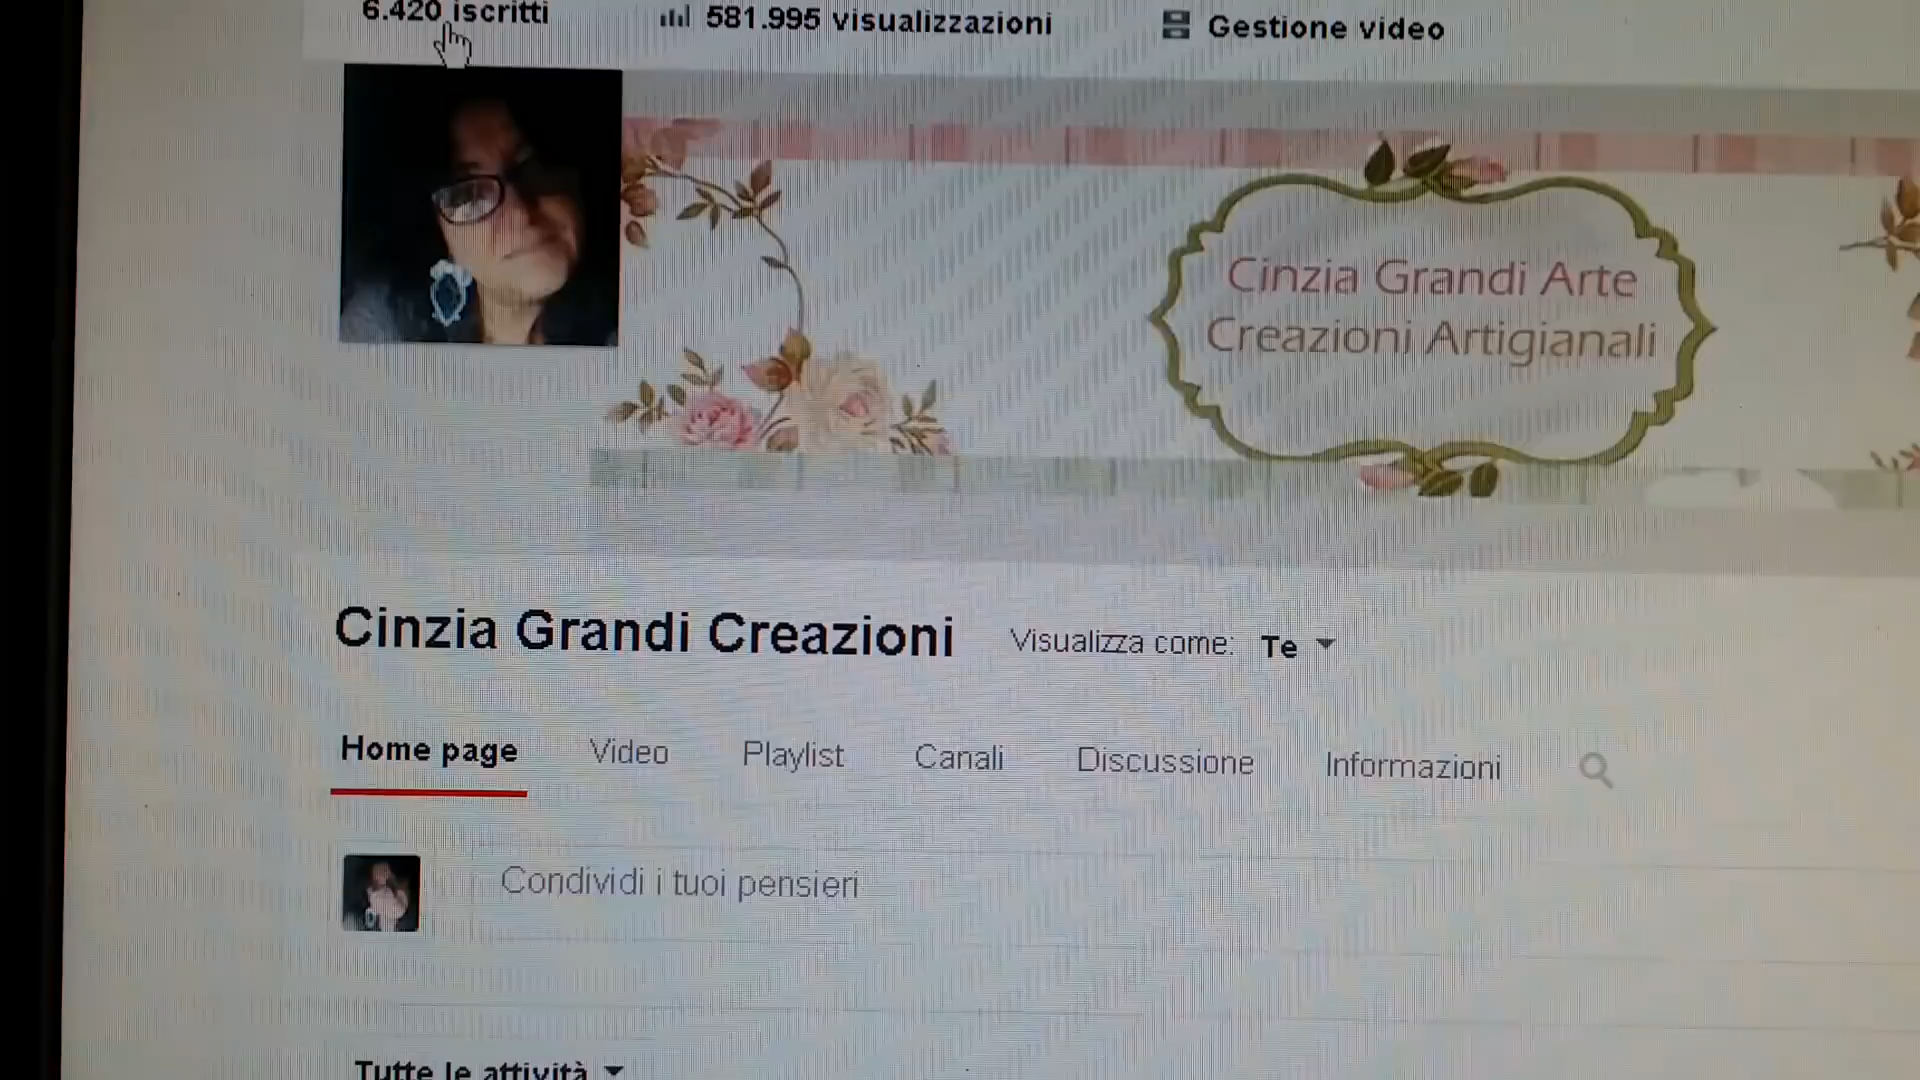 6.420 iscritti
581.995 visualizzazioni
Gestione video
Cinzia Grandi Arte
Creazioni Artigianali
Cinzia Grandi Creazioni
Visualizza come: Te
Home page
Video
Playlist
Canali
Discussione
Informazioni
Condividi i tuoi pensieri
Tutte le attività